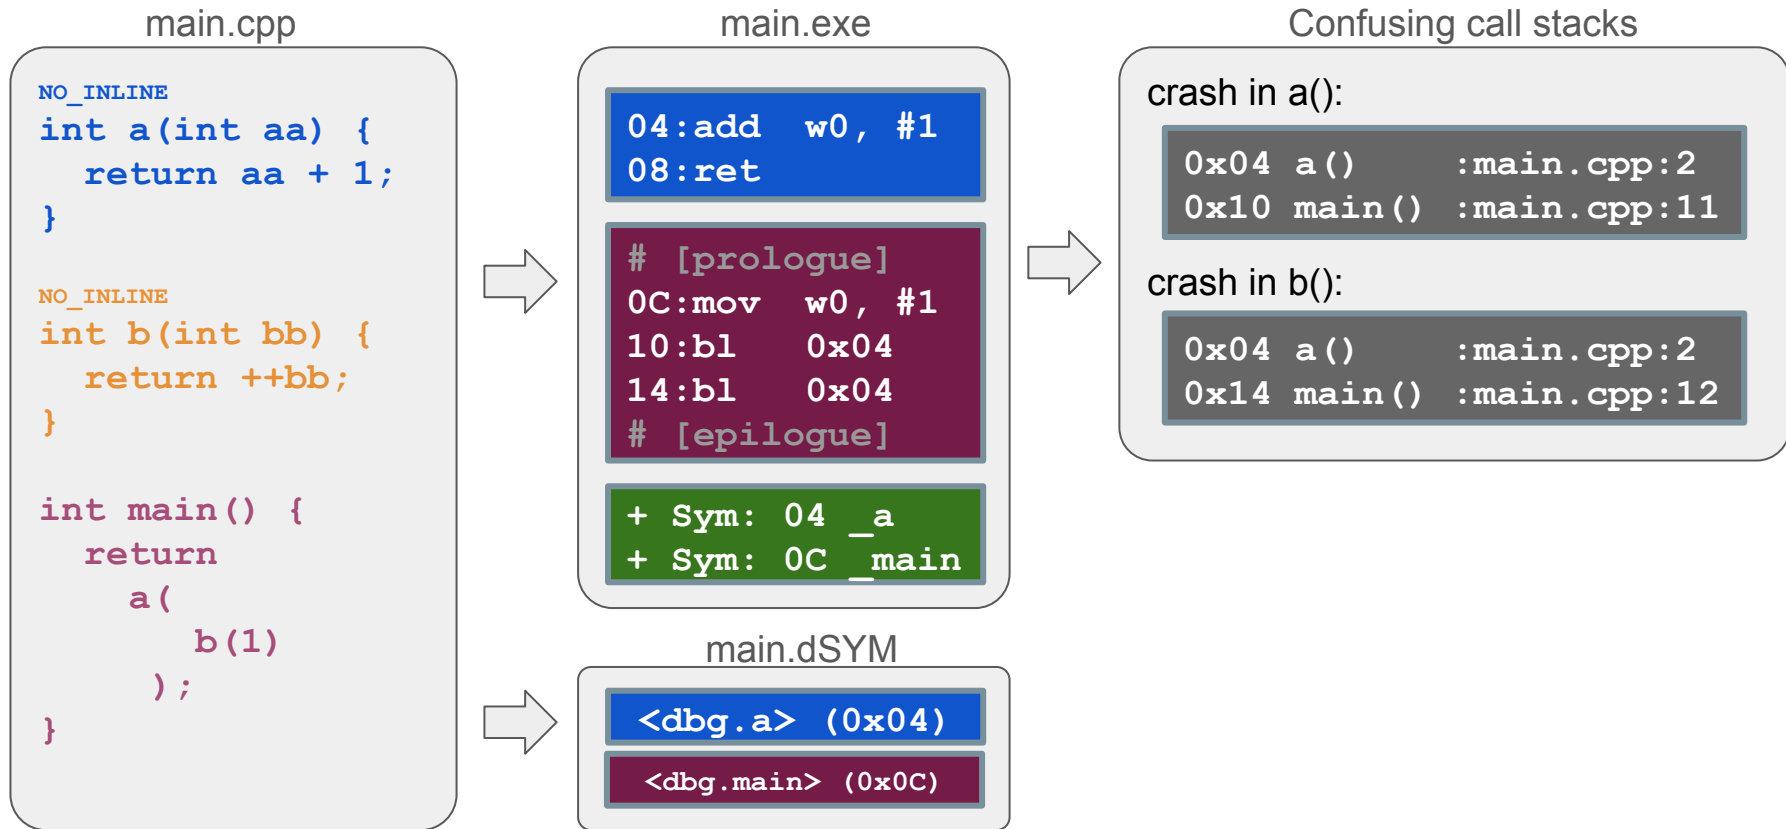 main.cpp
NO_INLINE
int a(int aa) {
  return aa + 1;
}
NO_INLINE
int b(int bb) {
  return ++bb;
}
int main() {
  return
    a(
       b(1)
     );
}
main.exe
04:add  w0, #1
08:ret
# [prologue]
0C:mov  w0, #1
10:bl   0x04
14:bl   0x04
# [epilogue]
+ Sym: 04 _a
+ Sym: 0C _main
main.dSYM
<dbg.a> (0x04)
<dbg.main> (0x0C)
Confusing call stacks
crash in a():
0x04 a()    :main.cpp:2
0x10 main() :main.cpp:11
crash in b():
0x04 a()    :main.cpp:2
0x14 main() :main.cpp:12